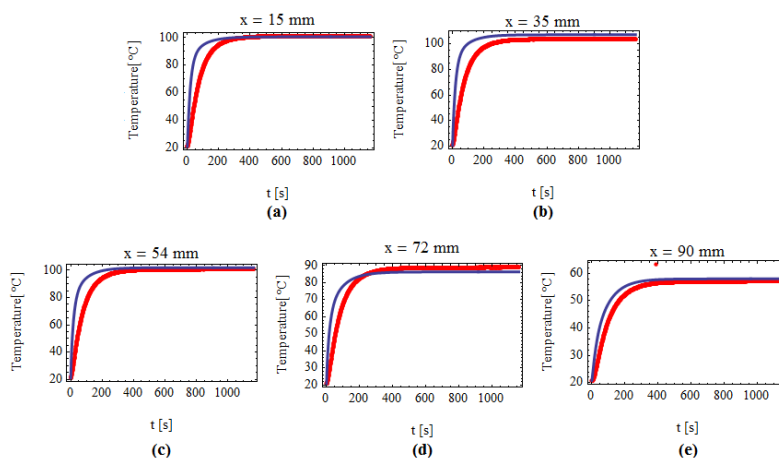 x = 15 mm
x = 35 mm
Temperature[ °C]
100
80
60
40
20
0 200 400 600 800 1000
t [s]
(a)
Temperature[ °C]
100
80
60
40
20
0 200 400 600 800 1000
t [s]
(b)
x = 54 mm
x = 72 mm
x = 90 mm
Temperature[ °C]
100
80
60
40
20
0 200 400 600 800 1000
t [s]
(c)
Temperature[ °C]
90
80
70
60
50
40
30
20
0 200 400 600 800 1000
t [s]
(d)
Temperature[ °C]
60
50
40
30
20
0 200 400 600 800 1000
t [s]
(e)